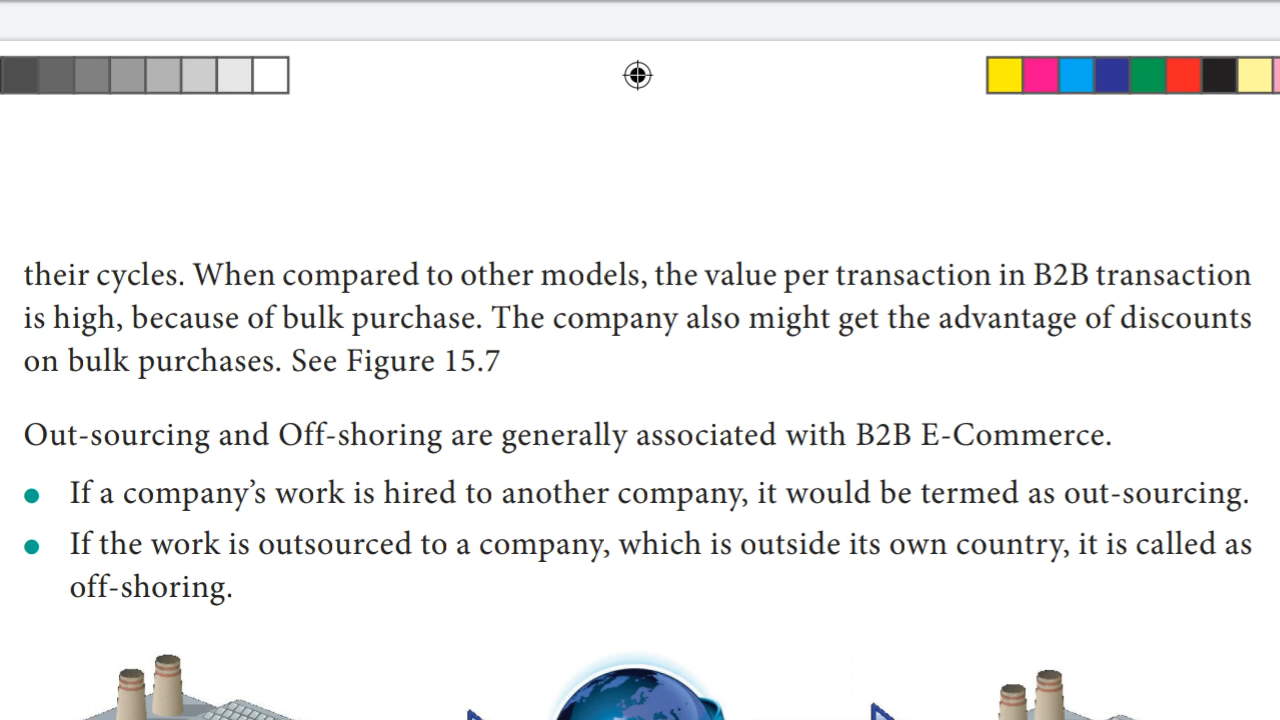 their cycles. When compared to other models, the value per transaction in B2B transaction
is high, because of bulk purchase. The company also might get the advantage of discounts
on bulk purchases. See Figure 15.7
Out-sourcing and Off-shoring are generally associated with B2B E-Commerce.
● If a company’s work is hired to another company, it would be termed as out-sourcing.
● If the work is outsourced to a company, which is outside its own country, it is called as
off-shoring.